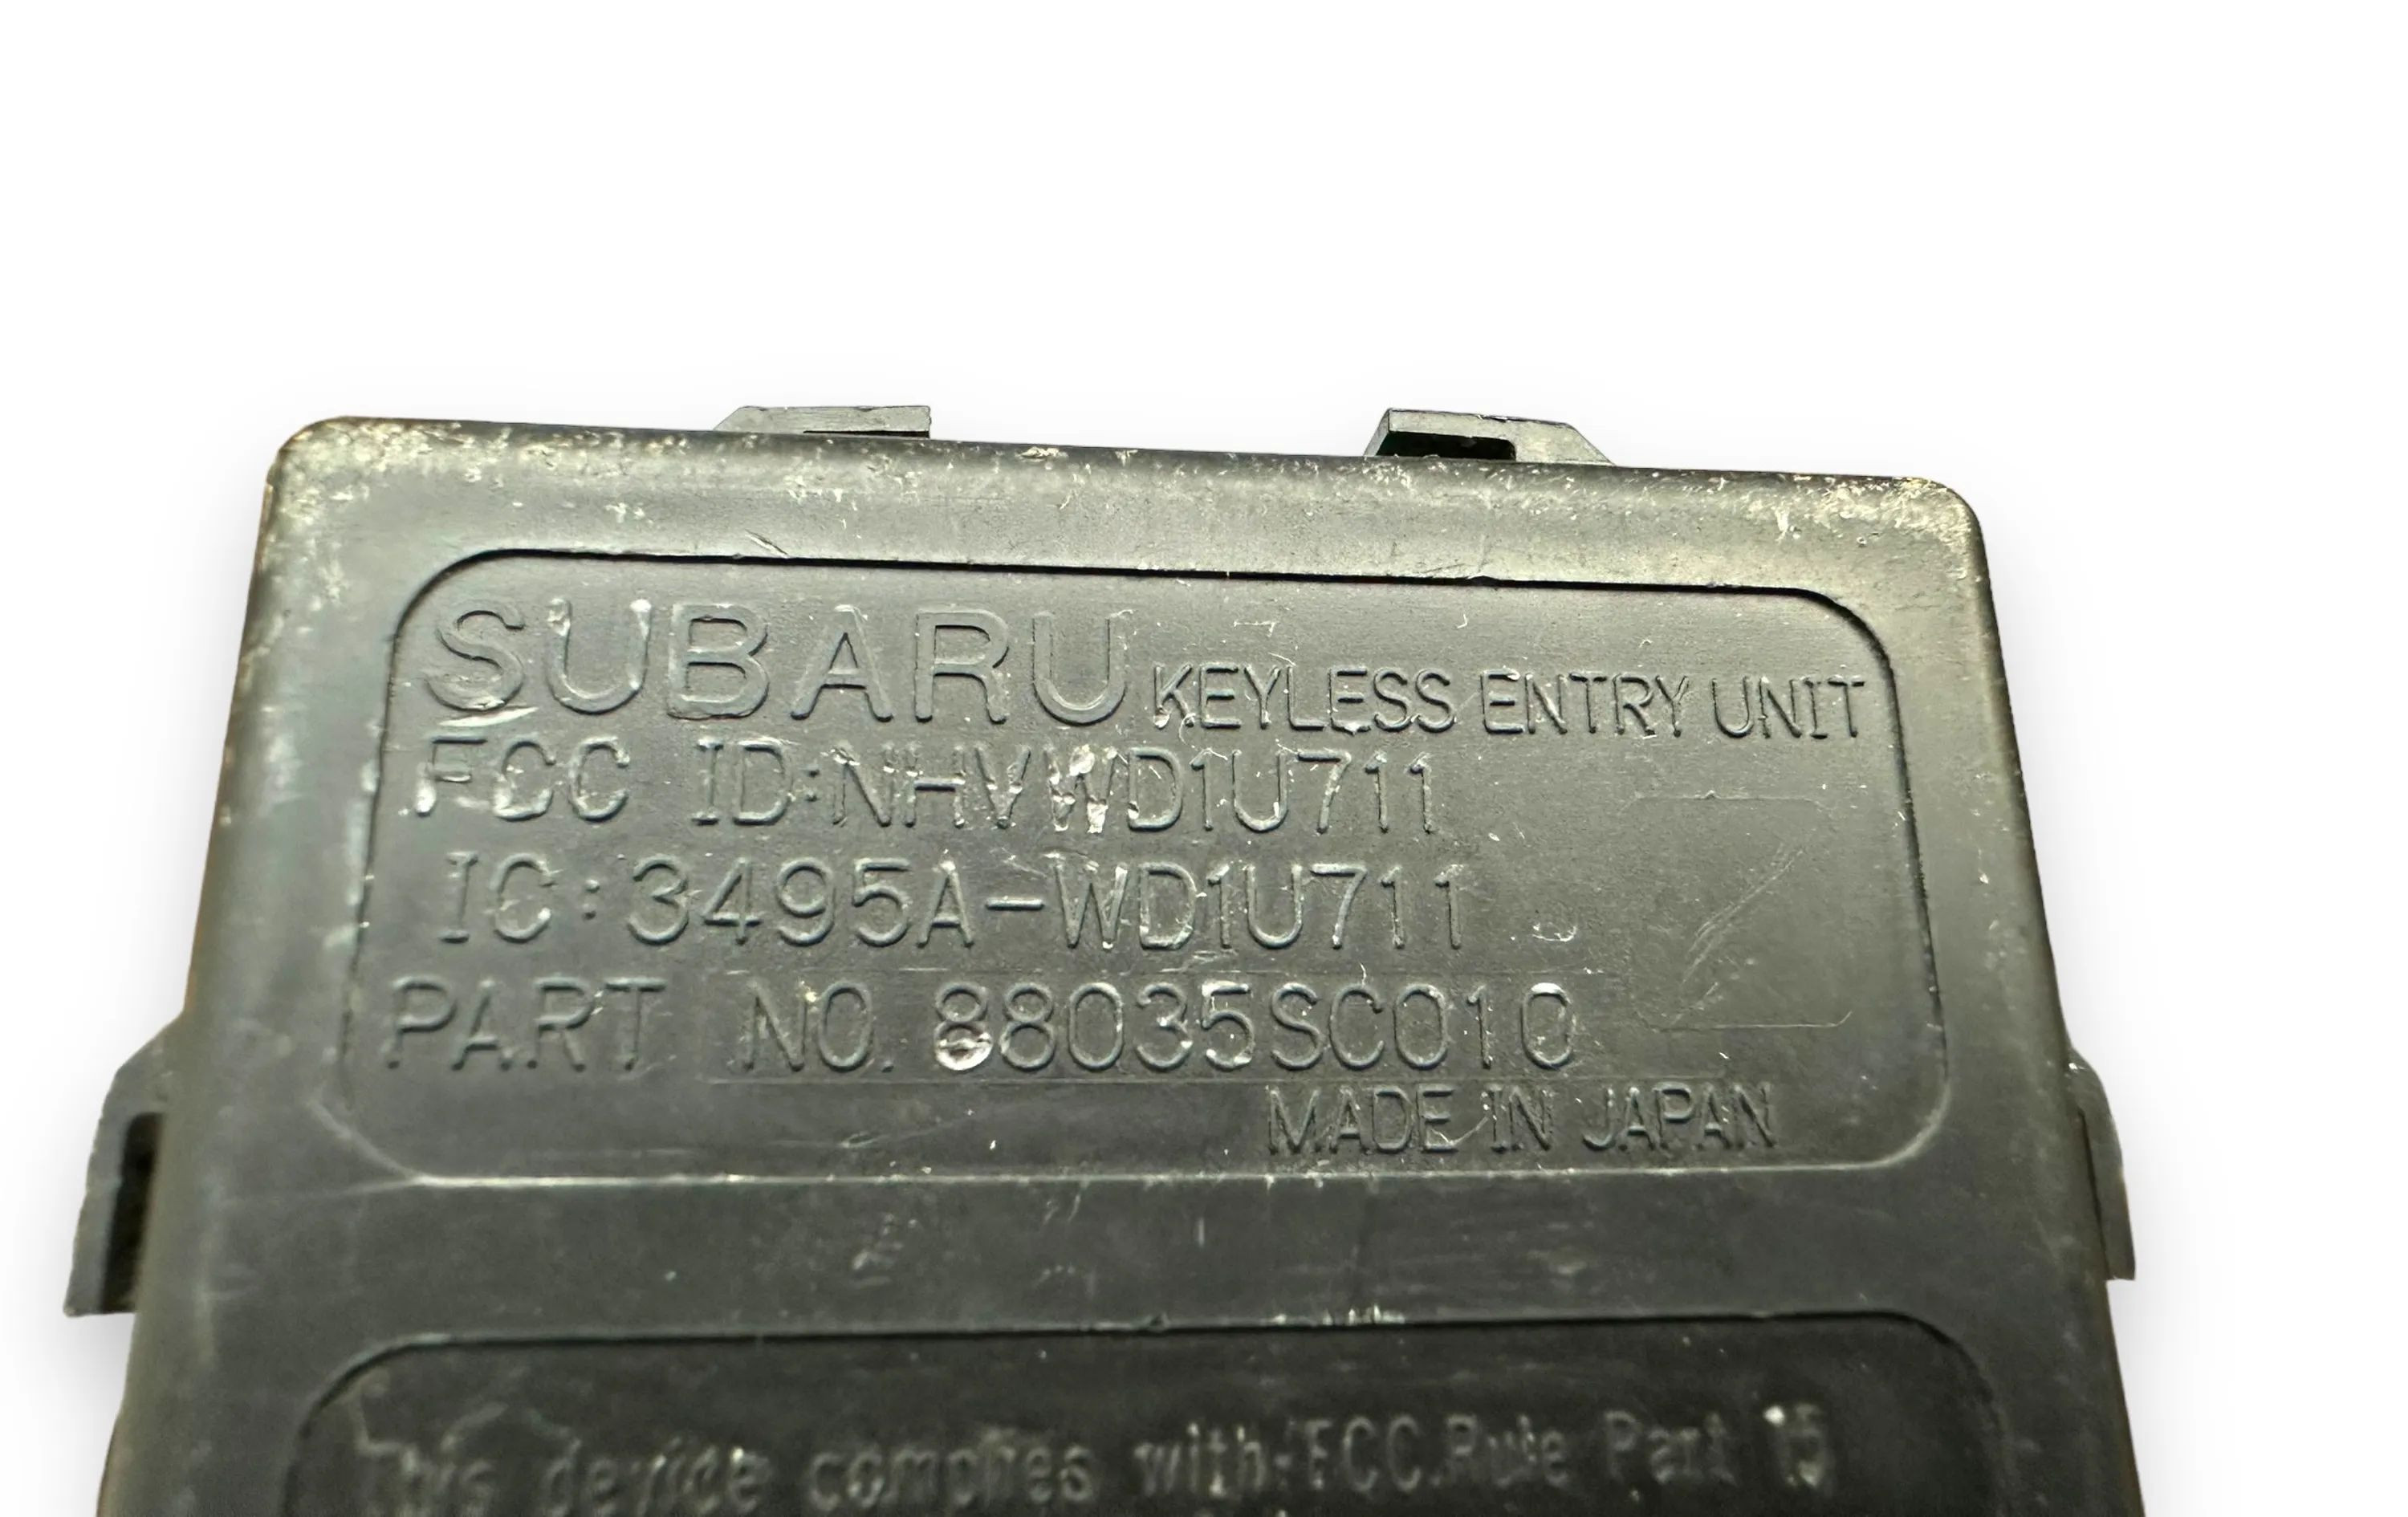 SUBARU KEYLESS ENTRY UNIT
FCC ID:NHVWD1U711
IC:3495A-WD1U711
PART NO. 88035SC010
MADE IN JAPAN
This device complies with FCC Rule Part 15